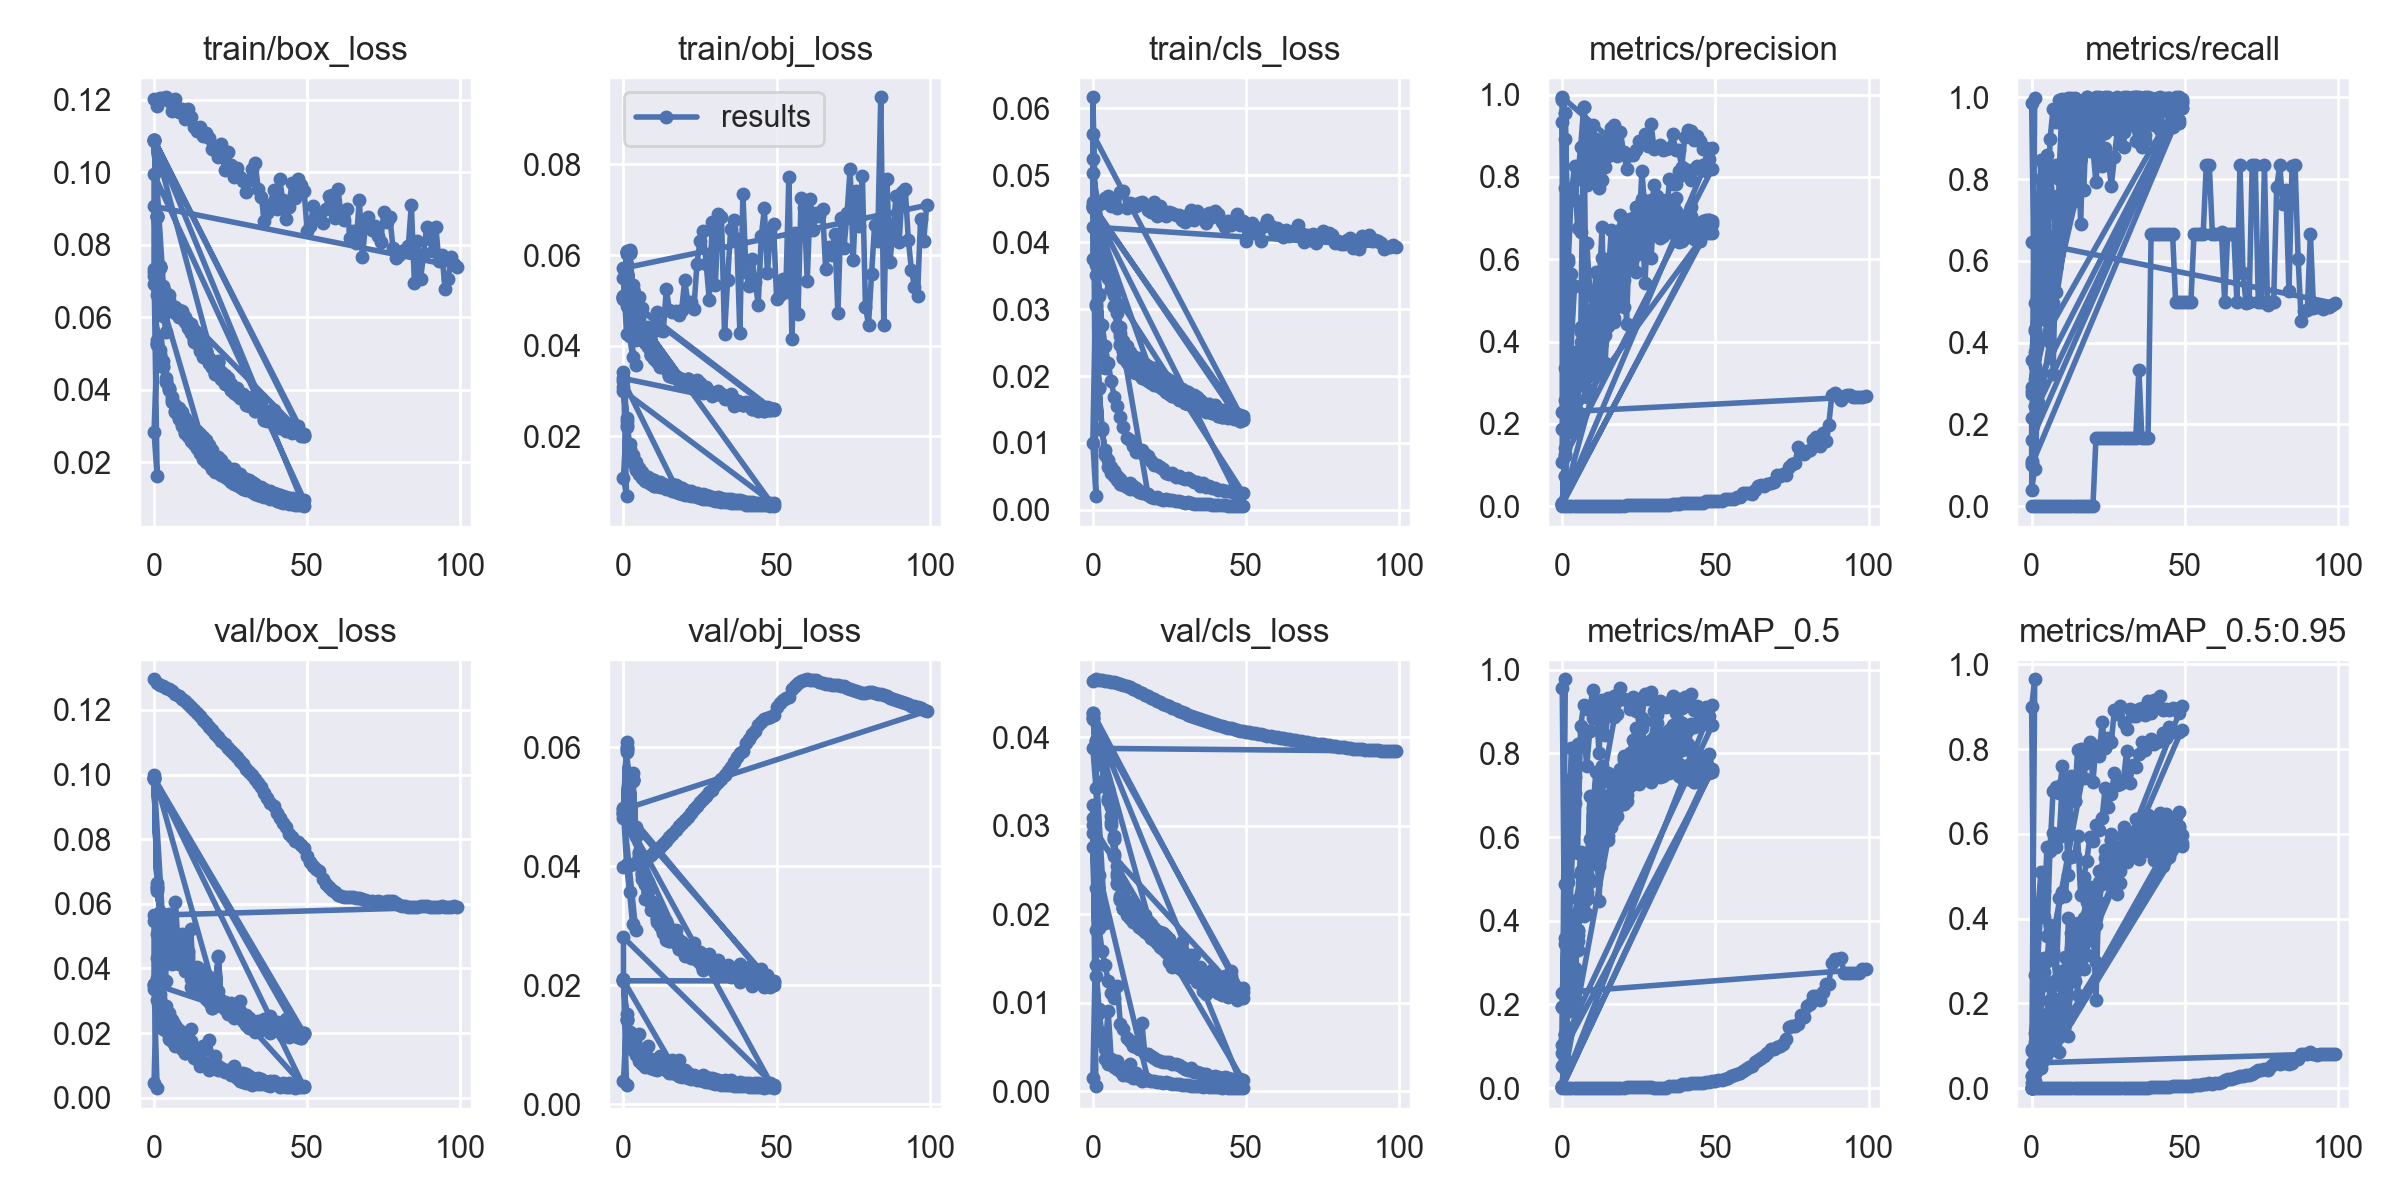 train/box_loss
train/obj_loss
train/cls_loss
metrics/precision
metrics/recall
results
0.12
0.10
0.08
0.06
0.04
0.02
0 50 100
0.08
0.06
0.04
0.02
0 50 100
0.06
0.05
0.04
0.03
0.02
0.01
0.00
0 50 100
1.0
0.8
0.6
0.4
0.2
0.0
0 50 100
1.0
0.8
0.6
0.4
0.2
0.0
0 50 100
val/box_loss
val/obj_loss
val/cls_loss
metrics/mAP_0.5
metrics/mAP_0.5:0.95
0.12
0.10
0.08
0.06
0.04
0.02
0.00
0 50 100
0.06
0.04
0.02
0.00
0 50 100
0.04
0.03
0.02
0.01
0.00
0 50 100
1.0
0.8
0.6
0.4
0.2
0.0
0 50 100
1.0
0.8
0.6
0.4
0.2
0.0
0 50 100